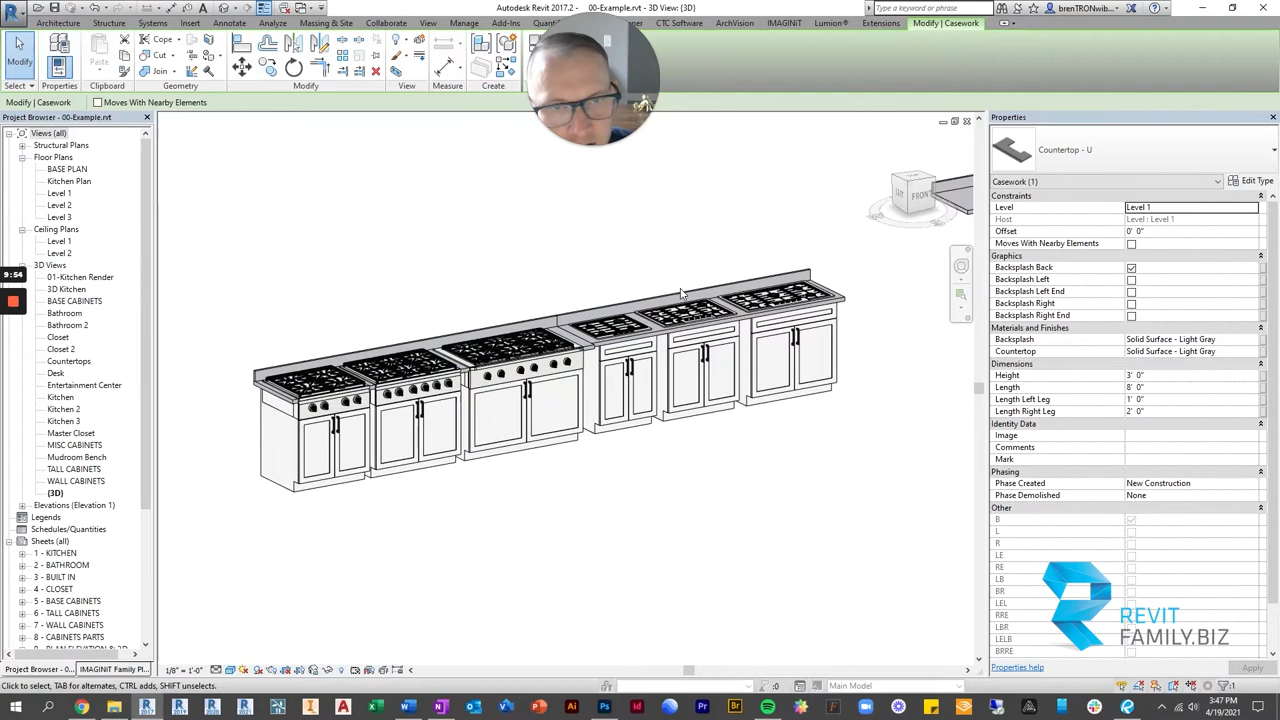 Autodesk Revit 2017.2 - 00-Example.rvt - 3D View: {3D}
Type a keyword or phrase
brenTRONwib...
Architecture
Structure
Systems
Insert
Annotate
Analyze
Massing & Site
Collaborate
View
Manage
Add-Ins
CTC Software
ArchVision
IMAGINiT
Lumion®
Extensions
Modify | Casework
Modify
Paste
Cope
Cut
Join
Select
Properties
Clipboard
Geometry
Modify
View
Measure
Create
Modify | Casework
Moves With Nearby Elements
Project Browser - 00-Example.rvt
Views (all)
Structural Plans
Floor Plans
BASE PLAN
Kitchen Plan
Level 1
Level 2
Level 3
Ceiling Plans
Level 1
Level 2
3D Views
01-Kitchen Render
3D Kitchen
BASE CABINETS
Bathroom
Bathroom 2
Closet
Closet 2
Countertops
Desk
Entertainment Center
Kitchen
Kitchen 2
Kitchen 3
Master Closet
MISC CABINETS
Mudroom Bench
TALL CABINETS
WALL CABINETS
{3D}
Elevations (Elevation 1)
Legends
Schedules/Quantities
Sheets (all)
1 - KITCHEN
2 - BATHROOM
3 - BUILT IN
4 - CLOSET
5 - BASE CABINETS
6 - TALL CABINETS
7 - WALL CABINETS
8 - CABINETS PARTS
Project Browser - 0...
IMAGINiT Family Pl...
9:54
LEFT
FRONT
Properties
Countertop - U
Casework (1)
Edit Type
Constraints
Level Level 1
Host Level : Level 1
Offset 0' 0"
Moves With Nearby Elements
Graphics
Backsplash Back
Backsplash Left
Backsplash Left End
Backsplash Right
Backsplash Right End
Materials and Finishes
Backsplash Solid Surface - Light Gray
Countertop Solid Surface - Light Gray
Dimensions
Height 3' 0"
Length 8' 0"
Length Left Leg 1' 0"
Length Right Leg 2' 0"
Identity Data
Image
Comments
Mark
Phasing
Phase Created New Construction
Phase Demolished None
Other
B
L
R
LE
RE
LB
BR
LEL
RRE
LBR
LELB
BRRE
REVIT
FAMILY.BIZ
Properties help
Apply
1/8" = 1'-0"
Click to select, TAB for alternates, CTRL adds, SHIFT unselects.
:0
Main Model
:1
3:47 PM
4/19/2021